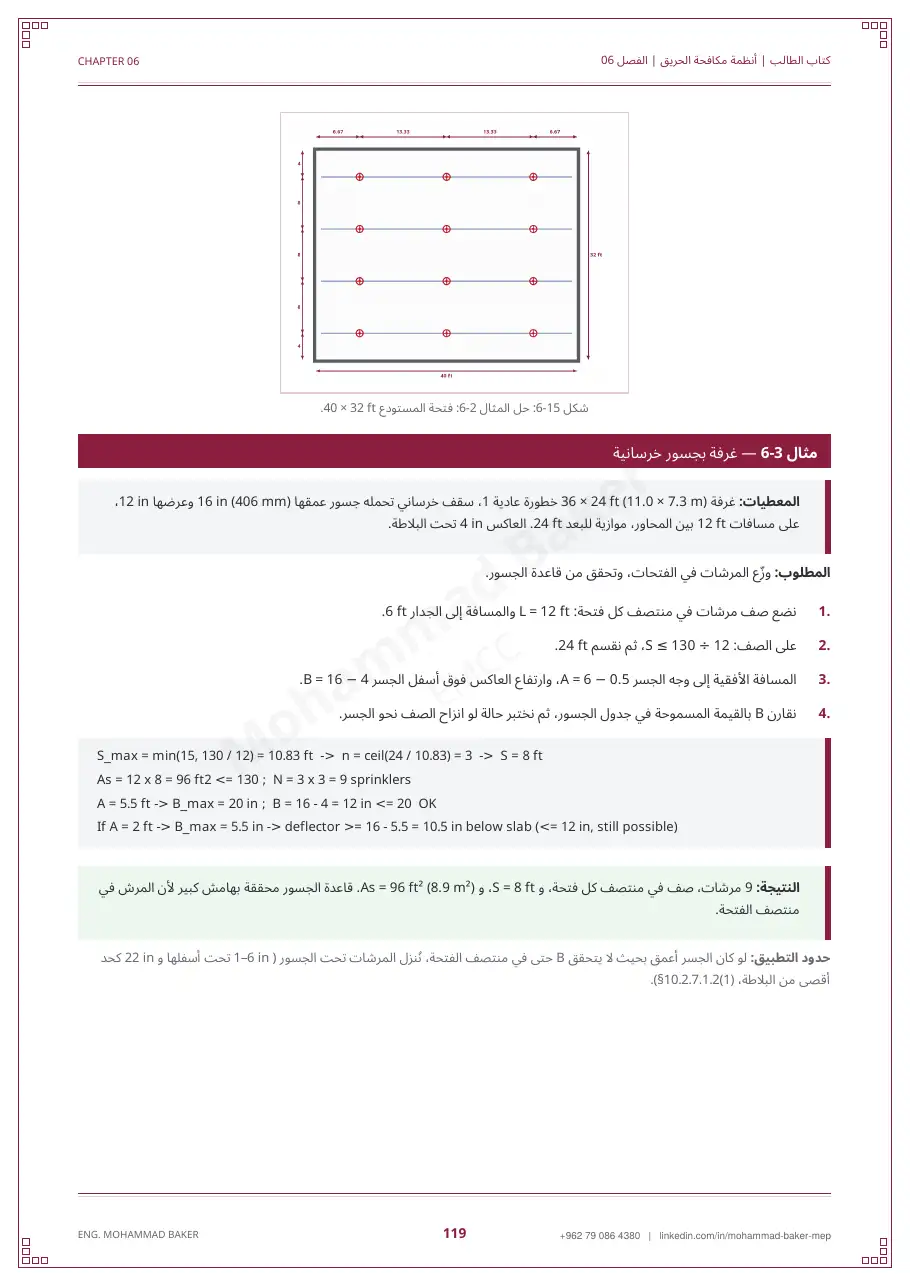 كتاب الطالب | أنظمة مكافحة الحريق | الفصل 06
CHAPTER 06
6.67 13.33 13.33 6.67
4
8
8
8
4
32 ft
40 ft
شكل 15-6: حل المثال 2-6: فتحة المستودع 40 × 32 ft.
مثال 3-6 — غرفة بجسور خرسانية
المعطيات: غرفة 36 × 24 ft (11.0 × 7.3 m) خطورة عادية 1، سقف خرساني تحمله جسور عمقها 16 in (406 mm) وعرضها 12 in،
على مسافات 12 ft بين المحاور، موازية للبعد 24 ft. العاكس 4 in تحت البلاطة.
المطلوب: وزّع المرشات في الفتحات، وتحقق من قاعدة الجسور.
1. نضع صف مرشات في منتصف كل فتحة: L = 12 ft والمسافة إلى الجدار 6 ft.
2. على الصف: S ≤ 130 ÷ 12، ثم نقسم 24 ft.
3. المسافة الأفقية إلى وجه الجسر A = 6 − 0.5، وارتفاع العاكس فوق أسفل الجسر B = 16 − 4.
4. نقارن B بالقيمة المسموحة في جدول الجسور، ثم نختبر حالة لو انزاح الصف نحو الجسر.
S_max = min(15, 130 / 12) = 10.83 ft -> n = ceil(24 / 10.83) = 3 -> S = 8 ft
As = 12 x 8 = 96 ft2 <= 130 ; N = 3 x 3 = 9 sprinklers
A = 5.5 ft -> B_max = 20 in ; B = 16 - 4 = 12 in <= 20 OK
If A = 2 ft -> B_max = 5.5 in -> deflector >= 16 - 5.5 = 10.5 in below slab (<= 12 in, still possible)
النتيجة: 9 مرشات، صف في منتصف كل فتحة، و S = 8 ft، و As = 96 ft² (8.9 m²). قاعدة الجسور محققة بهامش كبير لأن المرش في
منتصف الفتحة.
حدود التطبيق: لو كان الجسر أعمق بحيث لا يتحقق B حتى في منتصف الفتحة، تُنزل المرشات تحت الجسور ( 1–6 in تحت أسفلها و 22 in كحد
أقصى من البلاطة، §10.2.7.1.2(1)).
Mohammad Baker
EMCC
ENG. MOHAMMAD BAKER
119
+962 79 086 4380 | linkedin.com/in/mohammad-baker-mep